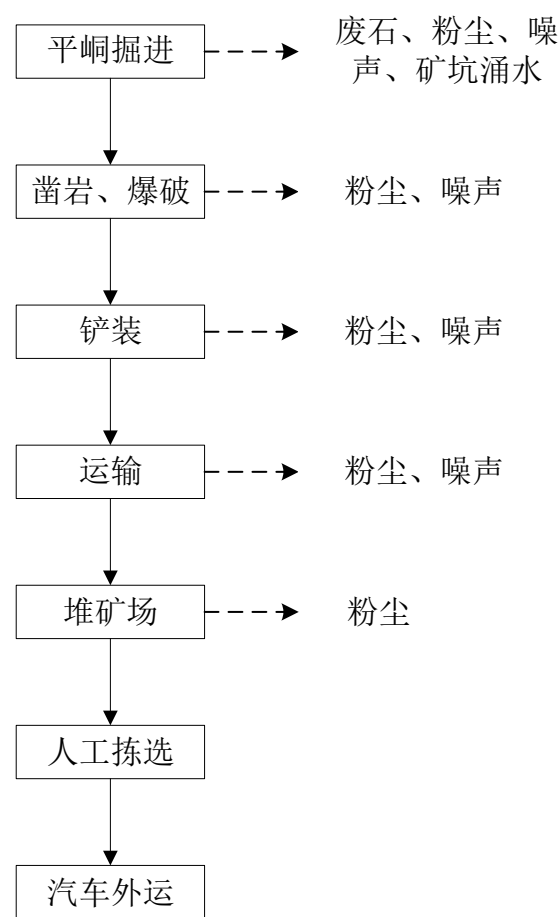 平峒掘进
废石、粉尘、噪
声、矿坑涌水
凿岩、爆破
粉尘、噪声
铲装
粉尘、噪声
运输
粉尘、噪声
堆矿场
粉尘
人工拣选
汽车外运